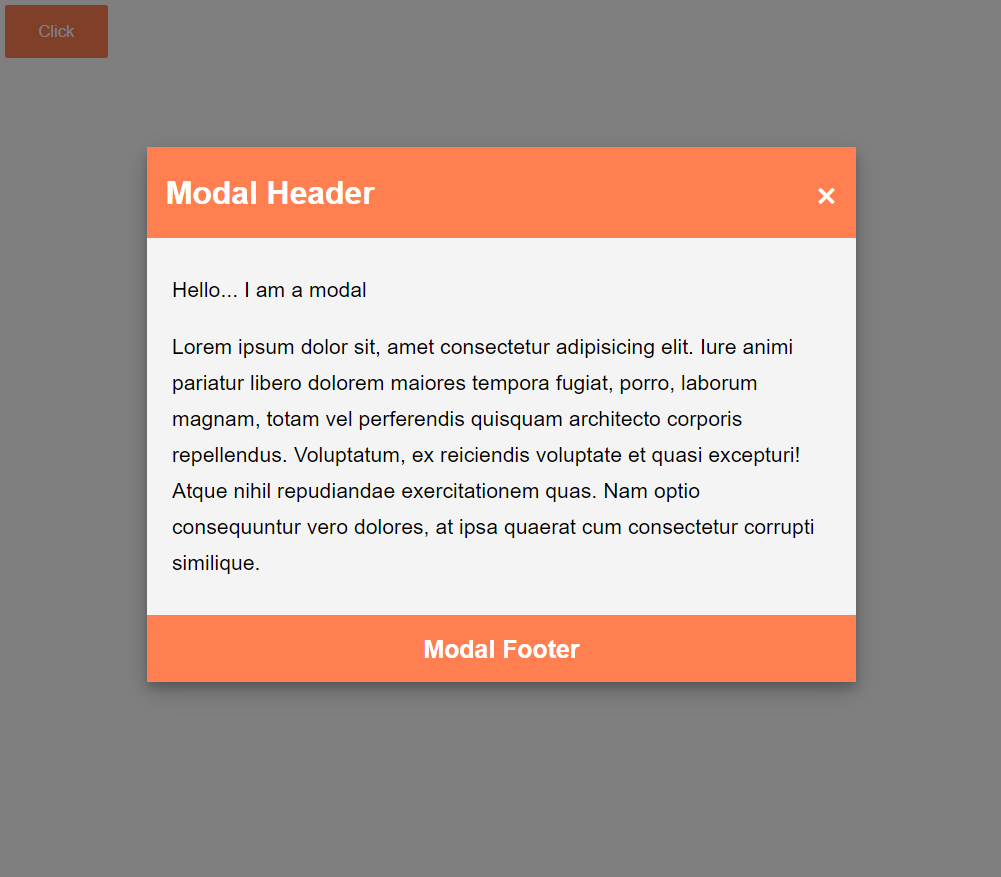 Click
Modal Header ×
Hello... I am a modal
Lorem ipsum dolor sit, amet consectetur adipisicing elit. Iure animi
pariatur libero dolorem maiores tempora fugiat, porro, laborum
magnam, totam vel perferendis quisquam architecto corporis
repellendus. Voluptatum, ex reiciendis voluptate et quasi excepturi!
Atque nihil repudiandae exercitationem quas. Nam optio
consequuntur vero dolores, at ipsa quaerat cum consectetur corrupti
similique.
Modal Footer